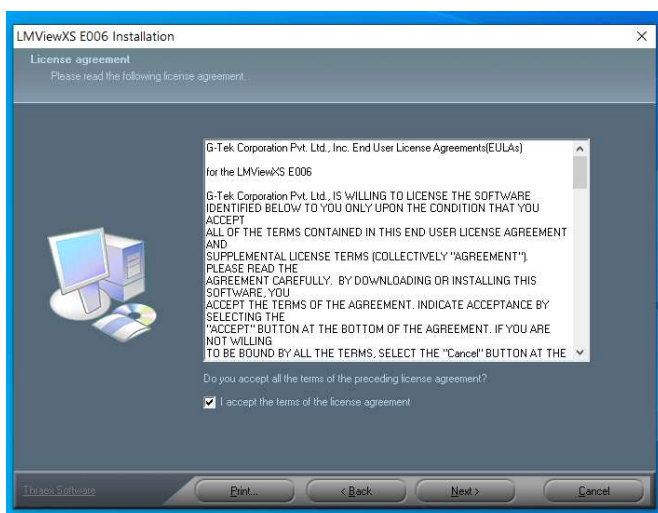 LMViewXS E006 Installation
License agreement
Please read the following license agreement.
G-Tek Corporation Pvt. Ltd., Inc. End User License Agreements(EULAs)
for the LMViewXS E006
G-Tek Corporation Pvt. Ltd., IS WILLING TO LICENSE THE SOFTWARE
IDENTIFIED BELOW TO YOU ONLY UPON THE CONDITION THAT YOU
ACCEPT
ALL OF THE TERMS CONTAINED IN THIS END USER LICENSE AGREEMENT
AND
SUPPLEMENTAL LICENSE TERMS (COLLECTIVELY "AGREEMENT").
PLEASE READ THE
AGREEMENT CAREFULLY.  BY DOWNLOADING OR INSTALLING THIS
SOFTWARE, YOU
ACCEPT THE TERMS OF THE AGREEMENT. INDICATE ACCEPTANCE BY
SELECTING THE
"ACCEPT" BUTTON AT THE BOTTOM OF THE AGREEMENT. IF YOU ARE
NOT WILLING
TO BE BOUND BY ALL THE TERMS, SELECT THE "Cancel" BUTTON AT THE
Do you accept all the terms of the preceding license agreement?
I accept the terms of the license agreement
Thraex Software
Print...
< Back
Next >
Cancel